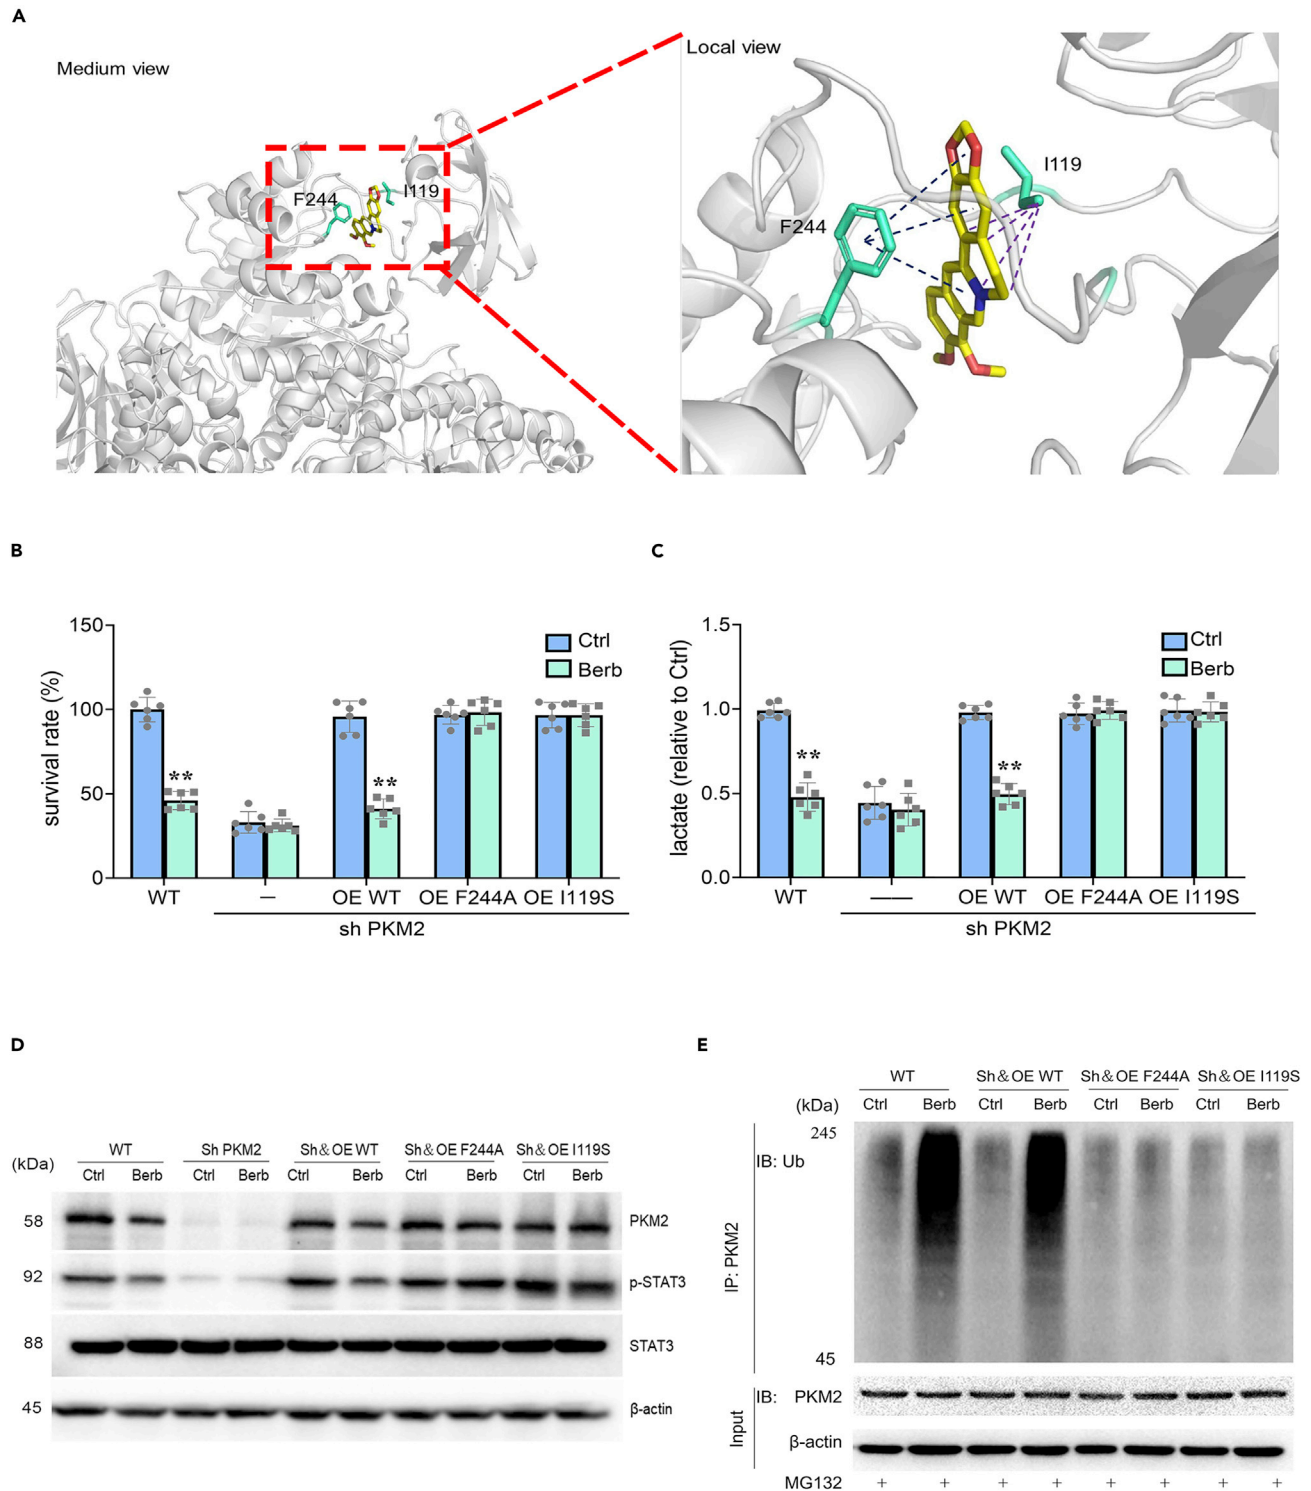 A
Medium view
F244
I119
Local view
I119
F244
B
survival rate (%)
150
100
50
0
Ctrl
Berb
**
**
WT
–
OE WT
OE F244A
OE I119S
sh PKM2
C
lactate (relative to Ctrl)
1.5
1.0
0.5
0.0
Ctrl
Berb
**
**
WT
——
OE WT
OE F244A
OE I119S
sh PKM2
D
(kDa)
WT
Sh PKM2
Sh&OE WT
Sh&OE F244A
Sh&OE I119S
Ctrl Berb Ctrl Berb Ctrl Berb Ctrl Berb Ctrl Berb
58 PKM2
92 p-STAT3
88 STAT3
45 β-actin
E
WT
Sh&OE WT
Sh&OE F244A
Sh&OE I119S
(kDa) Ctrl Berb Ctrl Berb Ctrl Berb Ctrl Berb
245
IB: Ub
IP: PKM2
45
IB: PKM2
Input
β-actin
MG132 + + + + + + + +